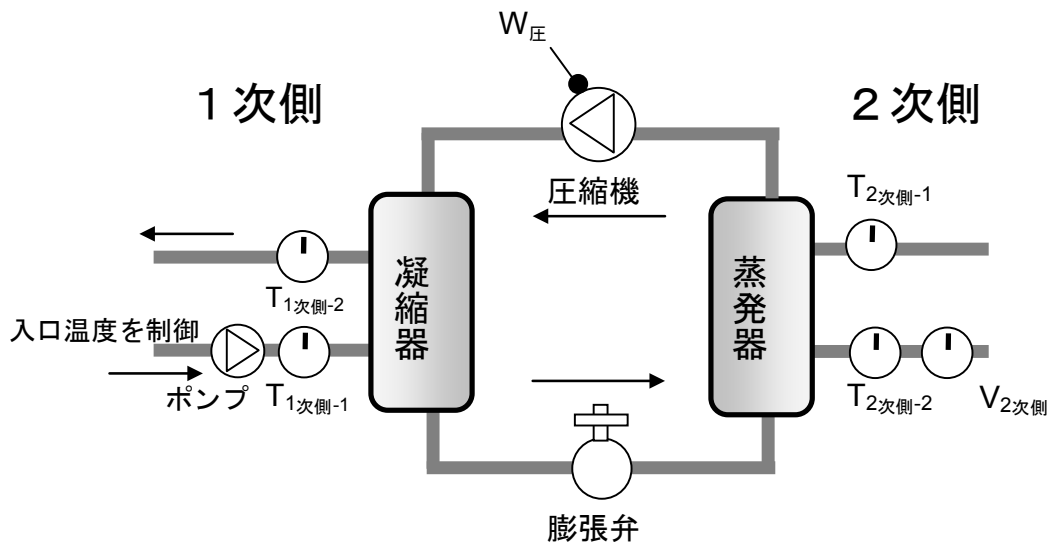 W圧
1次側
2次側
圧縮機
T2次側-1
凝縮器
蒸発器
T1次側-2
入口温度を制御
ポンプ
T1次側-1
T2次側-2
V2次側
膨張弁